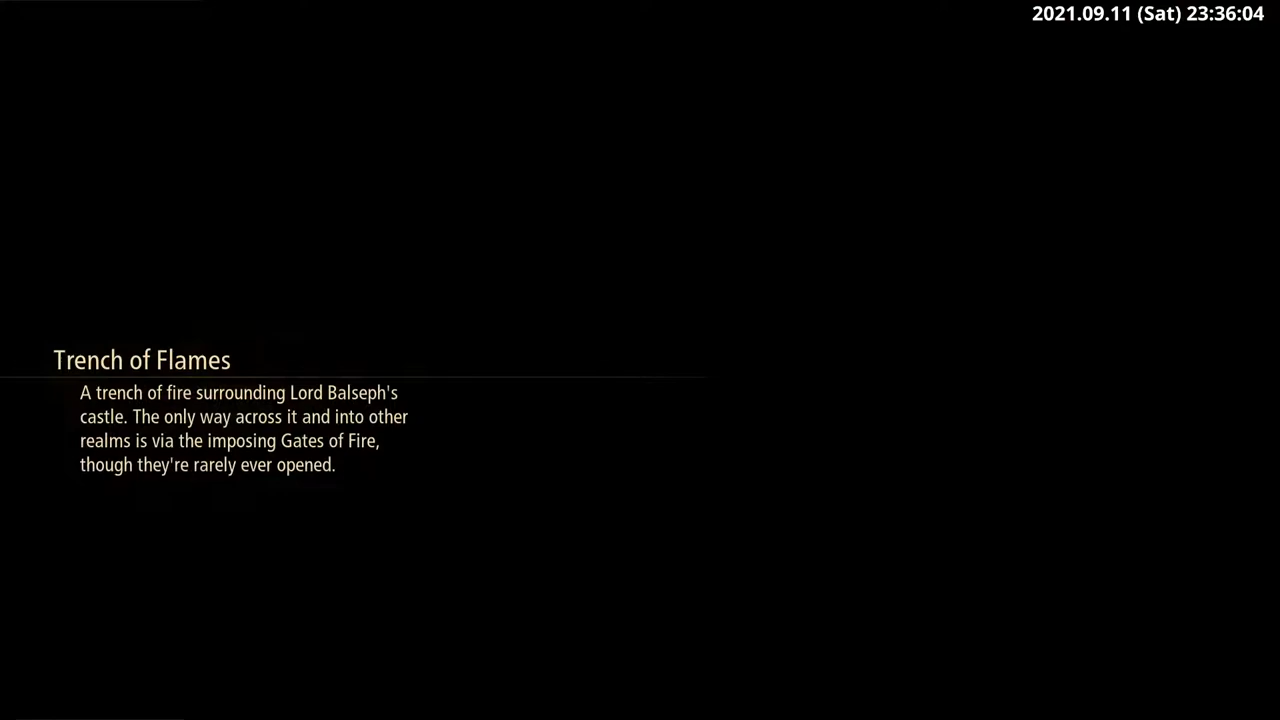 2021.09.11 (Sat) 23:36:04
Trench of Flames
A trench of fire surrounding Lord Balseph's
castle. The only way across it and into other
realms is via the imposing Gates of Fire,
though they're rarely ever opened.